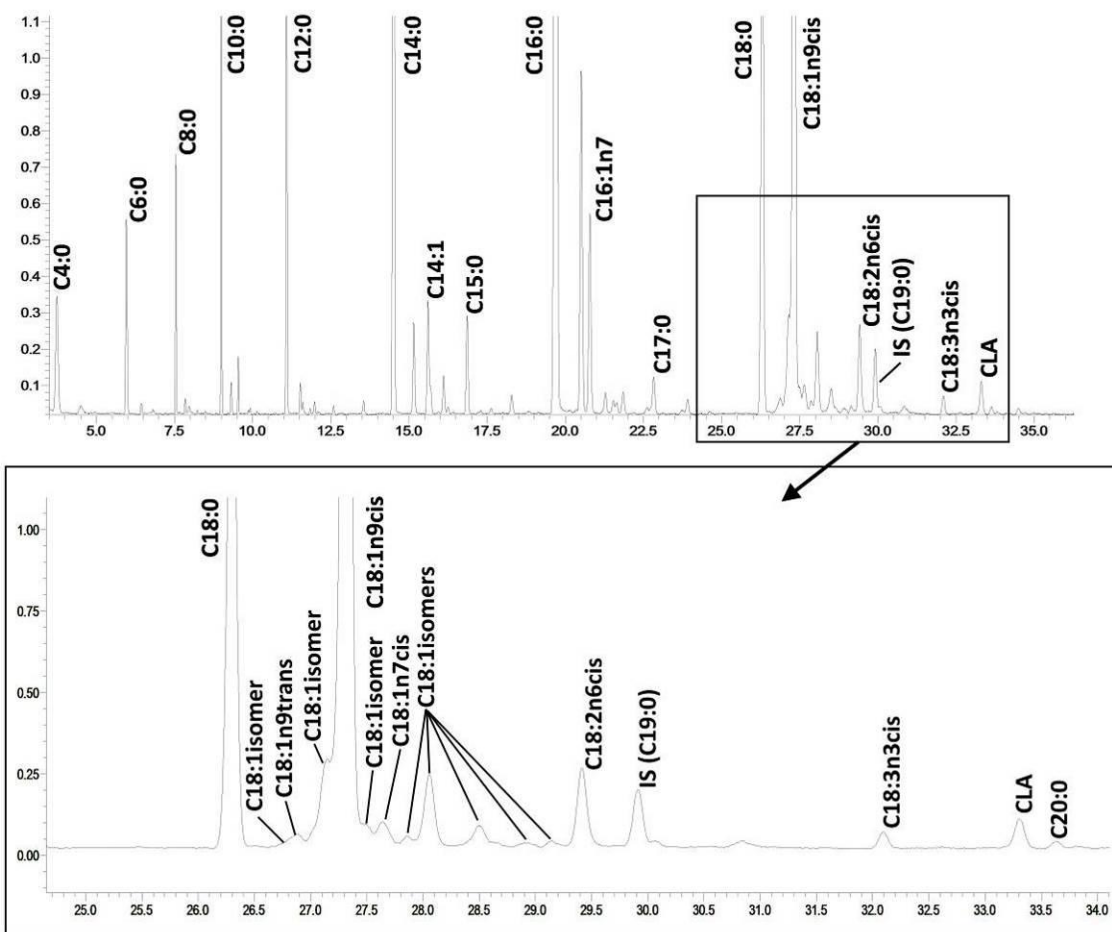 1.1
1.0
0.9
0.8
0.7
0.6
0.5
0.4
0.3
0.2
0.1
C4:0
C6:0
C8:0
C10:0
C12:0
C14:0
C14:1
C15:0
C16:0
C16:1n7
C17:0
C18:0
C18:1n9cis
C18:2n6cis
IS (C19:0)
C18:3n3cis
CLA
5.0 7.5 10.0 12.5 15.0 17.5 20.0 22.5 25.0 27.5 30.0 32.5 35.0
1.00
0.75
0.50
0.25
0.00
C18:0
C18:1isomer
C18:1n9trans
C18:1isomer
C18:1n9cis
C18:1isomer
C18:1n7cis
C18:1isomers
C18:2n6cis
IS (C19:0)
C18:3n3cis
CLA
C20:0
25.0 25.5 26.0 26.5 27.0 27.5 28.0 28.5 29.0 29.5 30.0 30.5 31.0 31.5 32.0 32.5 33.0 33.5 34.0